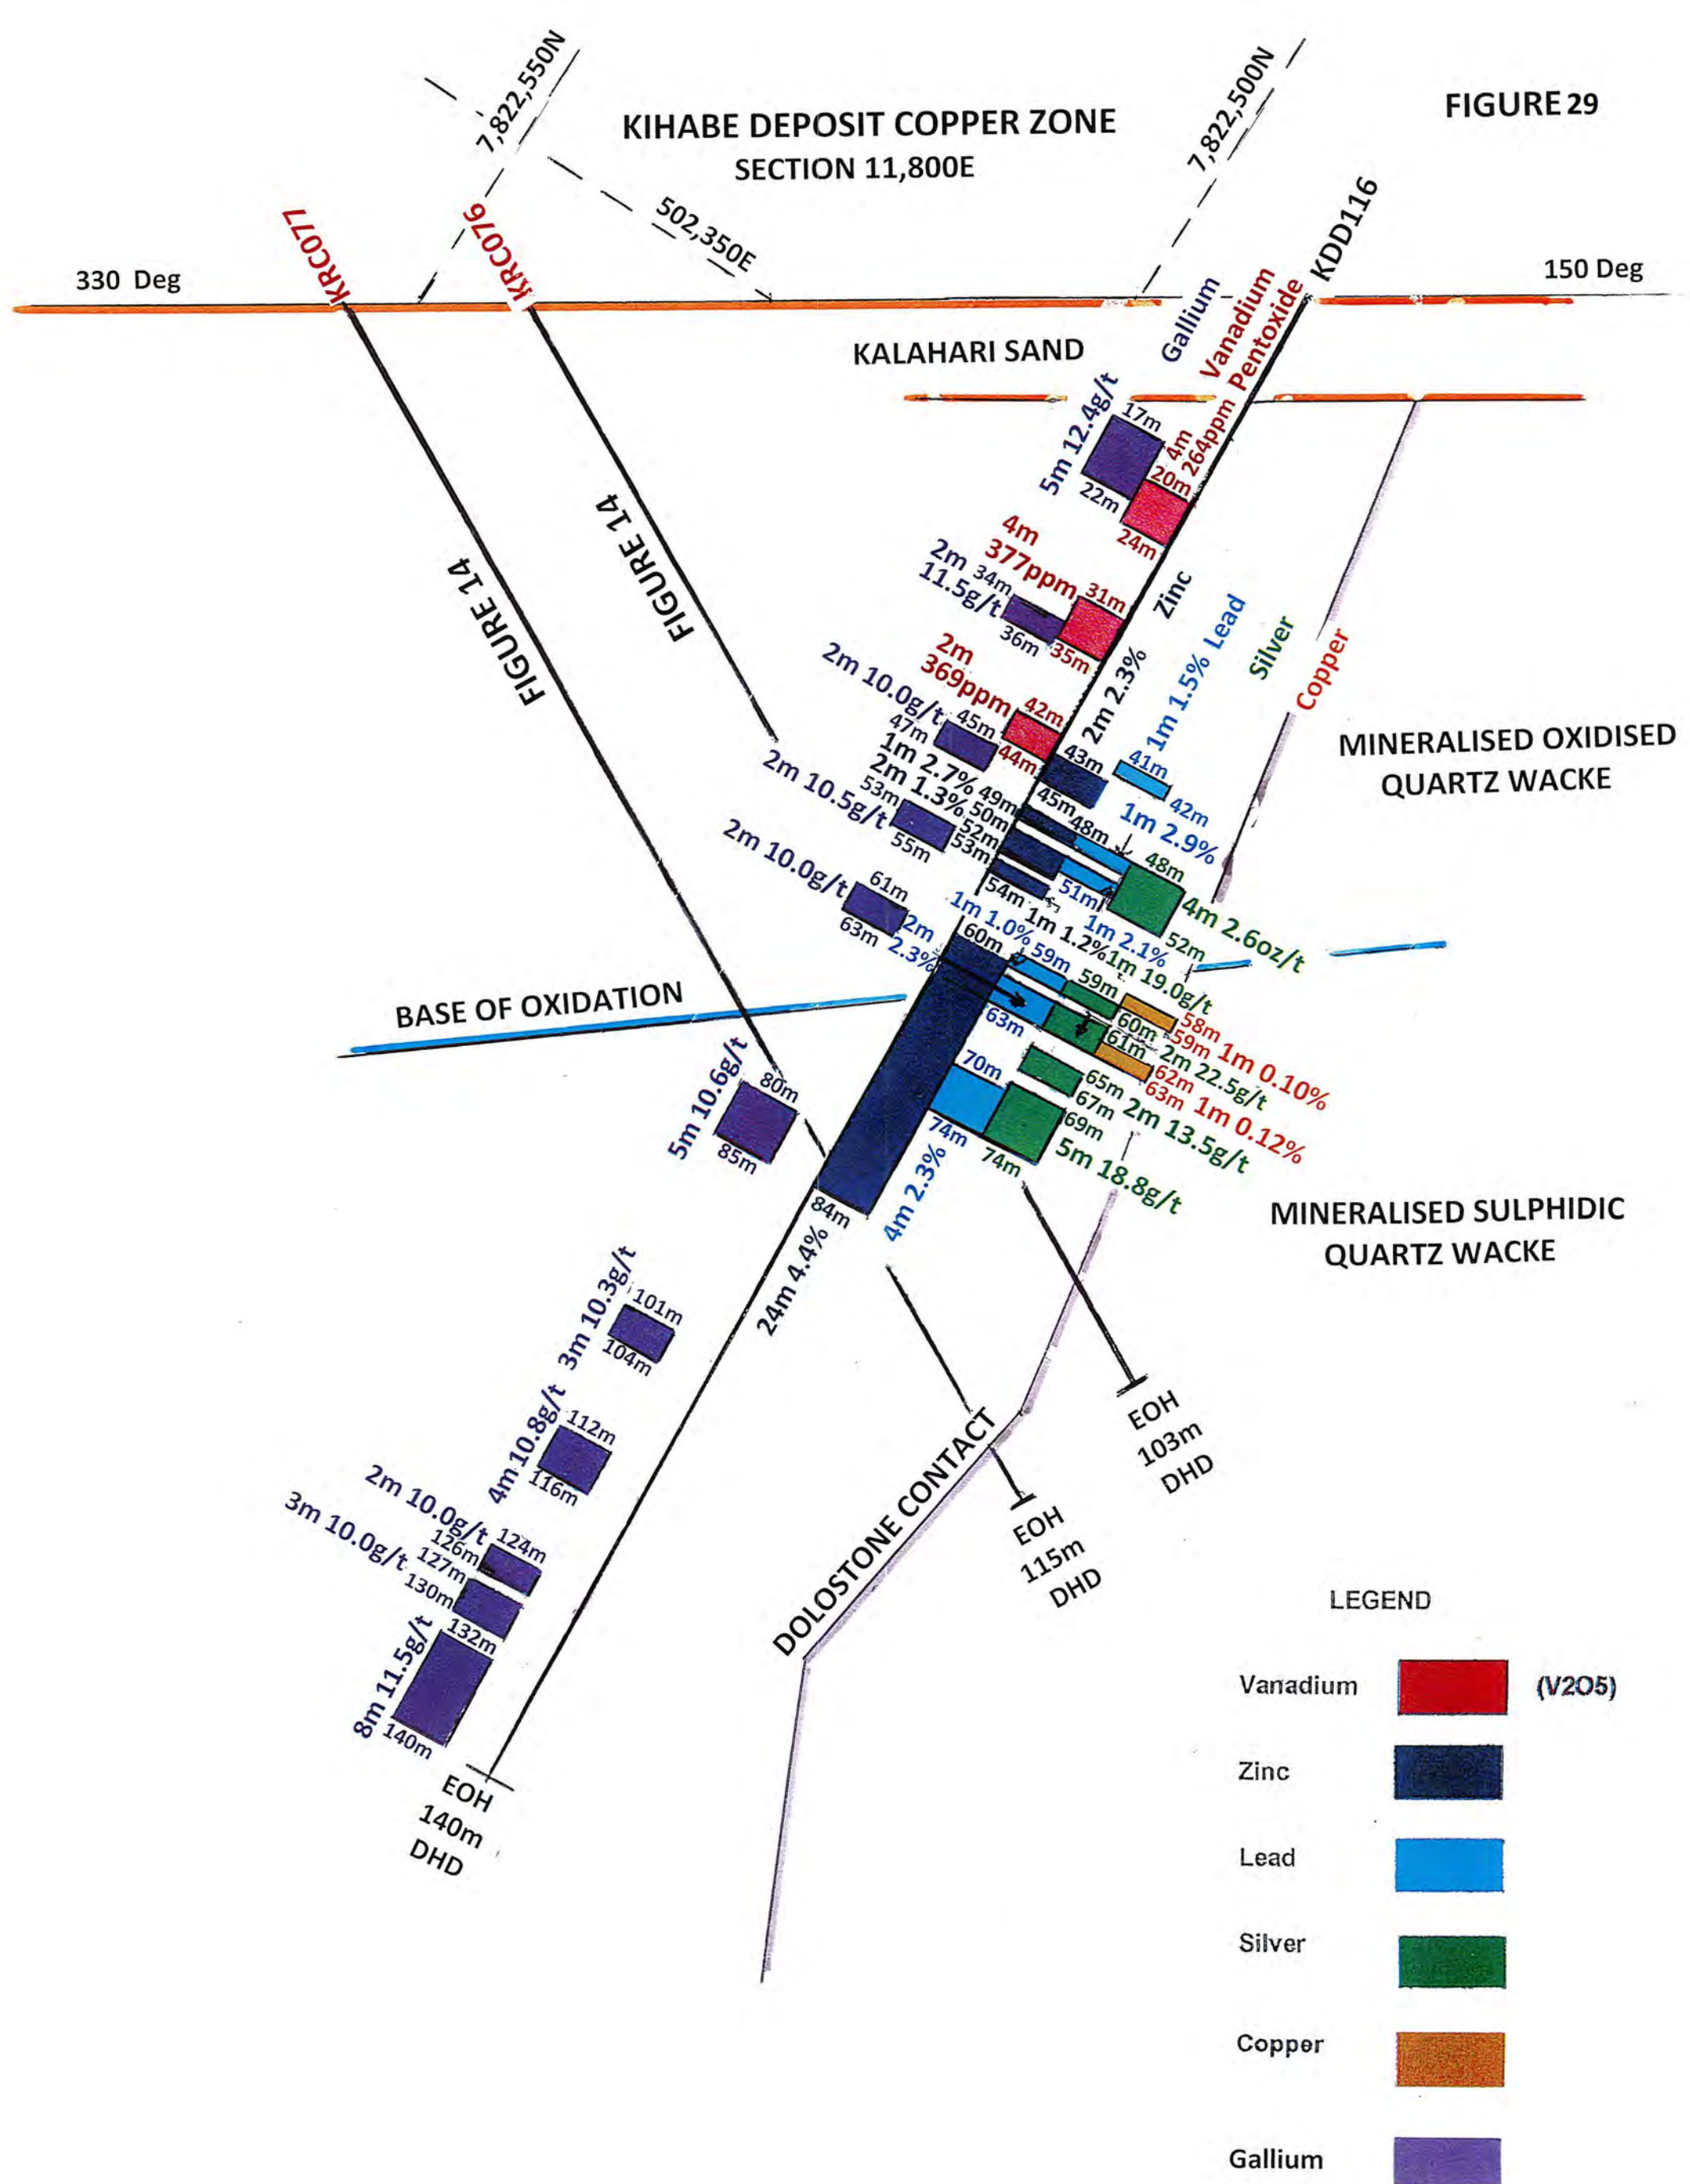 FIGURE 29
KIHABE DEPOSIT COPPER ZONE
SECTION 11,800E
7,822,550N
7,822,500N
502,350E
KRC077
KRC076
KDD116
330 Deg
150 Deg
KALAHARI SAND
Gallium
Vanadium
Pentoxide
5m 12.4g/t
17m
22m
4m
264ppm
20m
24m
4m
377ppm
31m
35m
2m 34m
11.5g/t
36m
FIGURE 14
FIGURE 14
Zinc
Lead
Silver
Copper
2m
369ppm
42m
44m
2m 10.0g/t
45m
47m
2m 2.3%
43m
45m
1m 1.5%
41m
42m
MINERALISED OXIDISED
QUARTZ WACKE
1m 2.7% 49m
48m
2m 1.3% 50m
52m
53m
54m
1m 1.2%
2m 10.5g/t
53m
55m
1m 2.9%
51m
1m 2.1%
48m
52m
4m 2.6oz/t
2m 10.0g/t
61m
63m
2m
2.3%
1m 1.0%
60m
59m
59m
1m 19.0g/t
60m
58m
59m 1m 0.10%
63m
61m
2m 22.5g/t
62m
63m 1m 0.12%
BASE OF OXIDATION
65m
67m
2m 13.5g/t
70m
74m
4m 2.3%
69m
74m
5m 18.8g/t
5m 10.6g/t
80m
85m
84m
24m 4.4%
MINERALISED SULPHIDIC
QUARTZ WACKE
3m 10.3g/t
101m
104m
4m 10.8g/t
112m
116m
2m 10.0g/t
124m
126m
3m 10.0g/t
127m
130m
8m 11.5g/t
132m
140m
EOH
140m
DHD
DOLOSTONE CONTACT
EOH
103m
DHD
EOH
115m
DHD
LEGEND
Vanadium (V2O5)
Zinc
Lead
Silver
Copper
Gallium